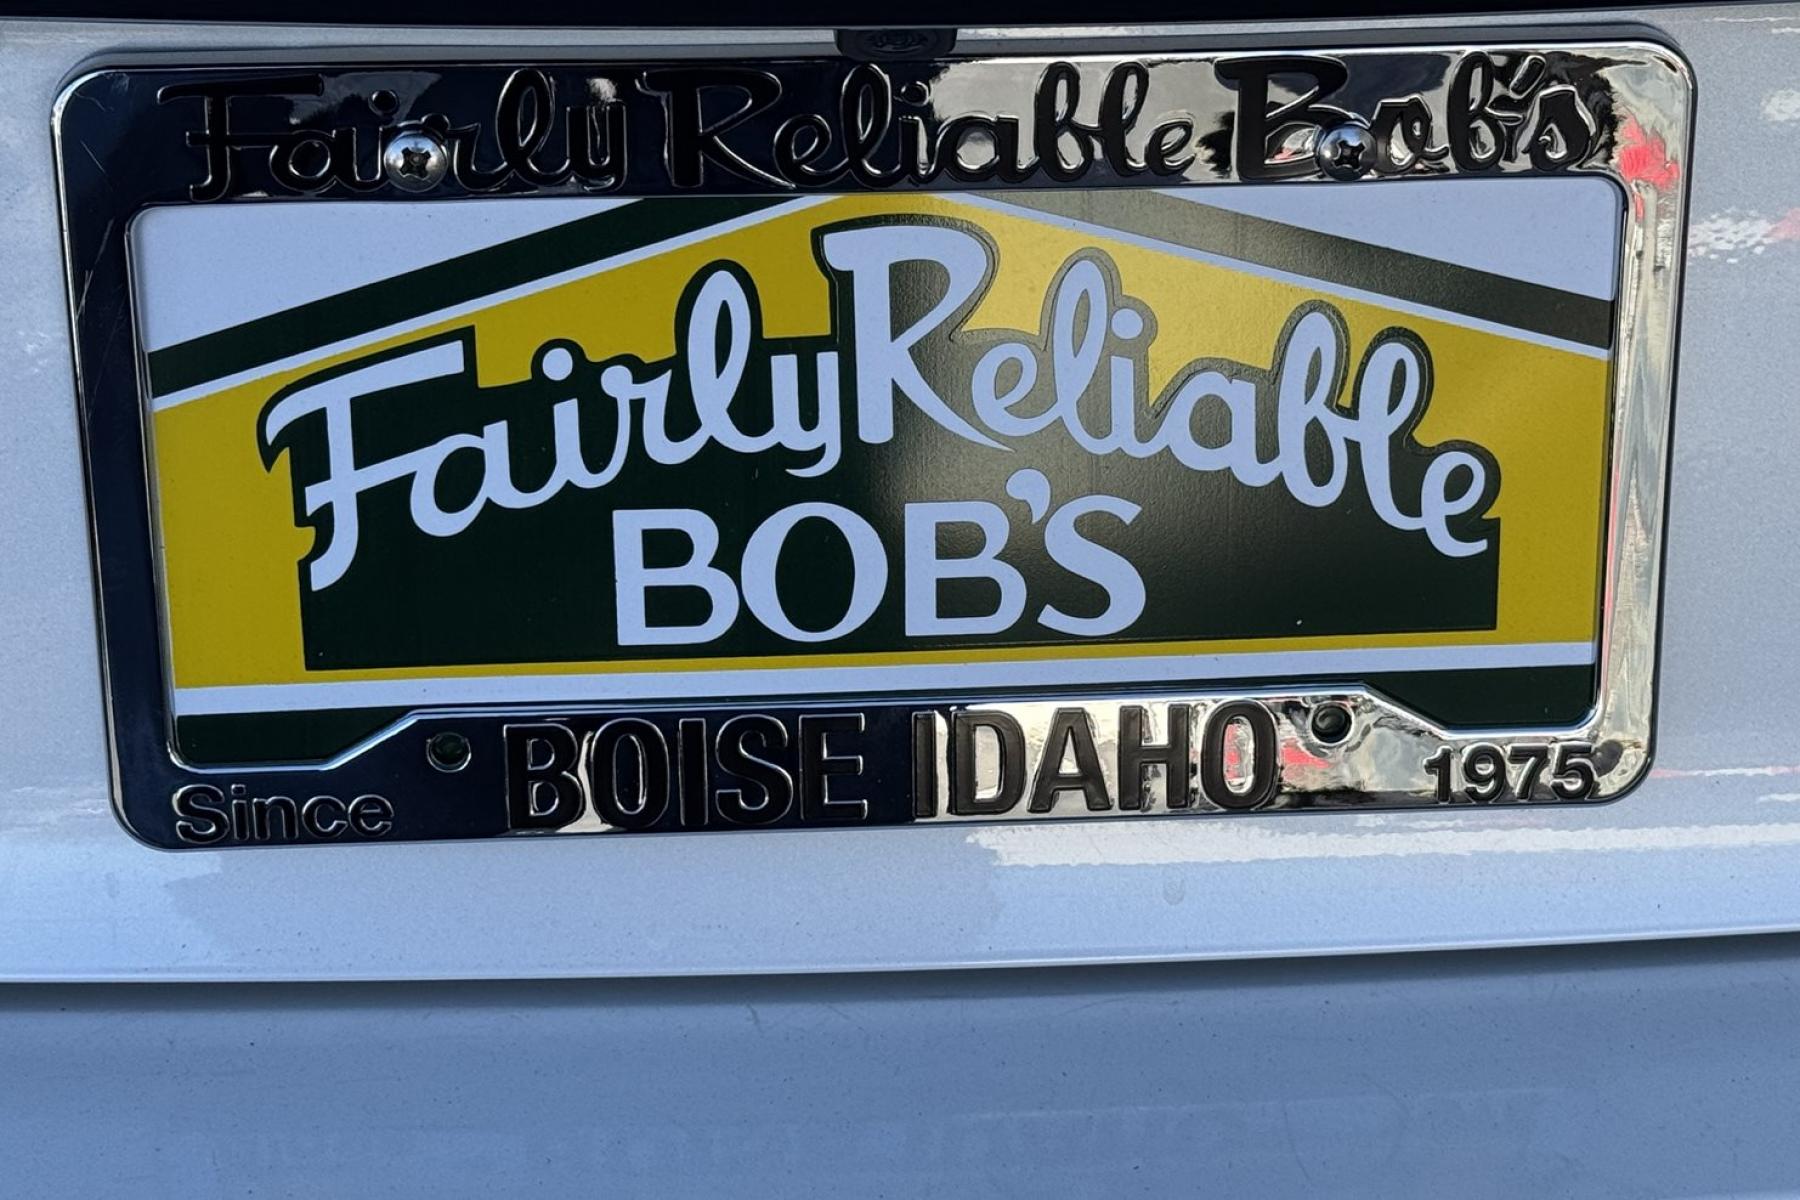 Fairly Reliable Bob's
Fairly Reliable
BOB'S
BOISE IDAHO
Since 1975